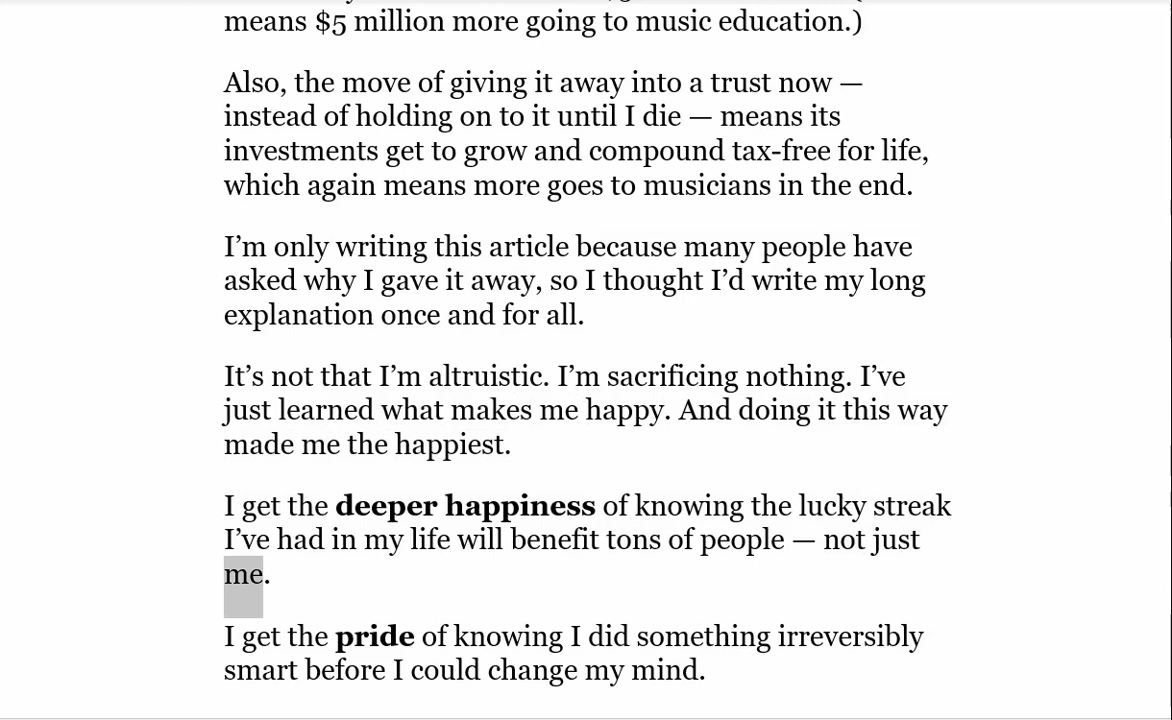 means $5 million more going to music education.)
Also, the move of giving it away into a trust now —
instead of holding on to it until I die — means its
investments get to grow and compound tax-free for life,
which again means more goes to musicians in the end.
I’m only writing this article because many people have
asked why I gave it away, so I thought I’d write my long
explanation once and for all.
It’s not that I’m altruistic. I’m sacrificing nothing. I’ve
just learned what makes me happy. And doing it this way
made me the happiest.
I get the deeper happiness of knowing the lucky streak
I’ve had in my life will benefit tons of people — not just
me.
I get the pride of knowing I did something irreversibly
smart before I could change my mind.